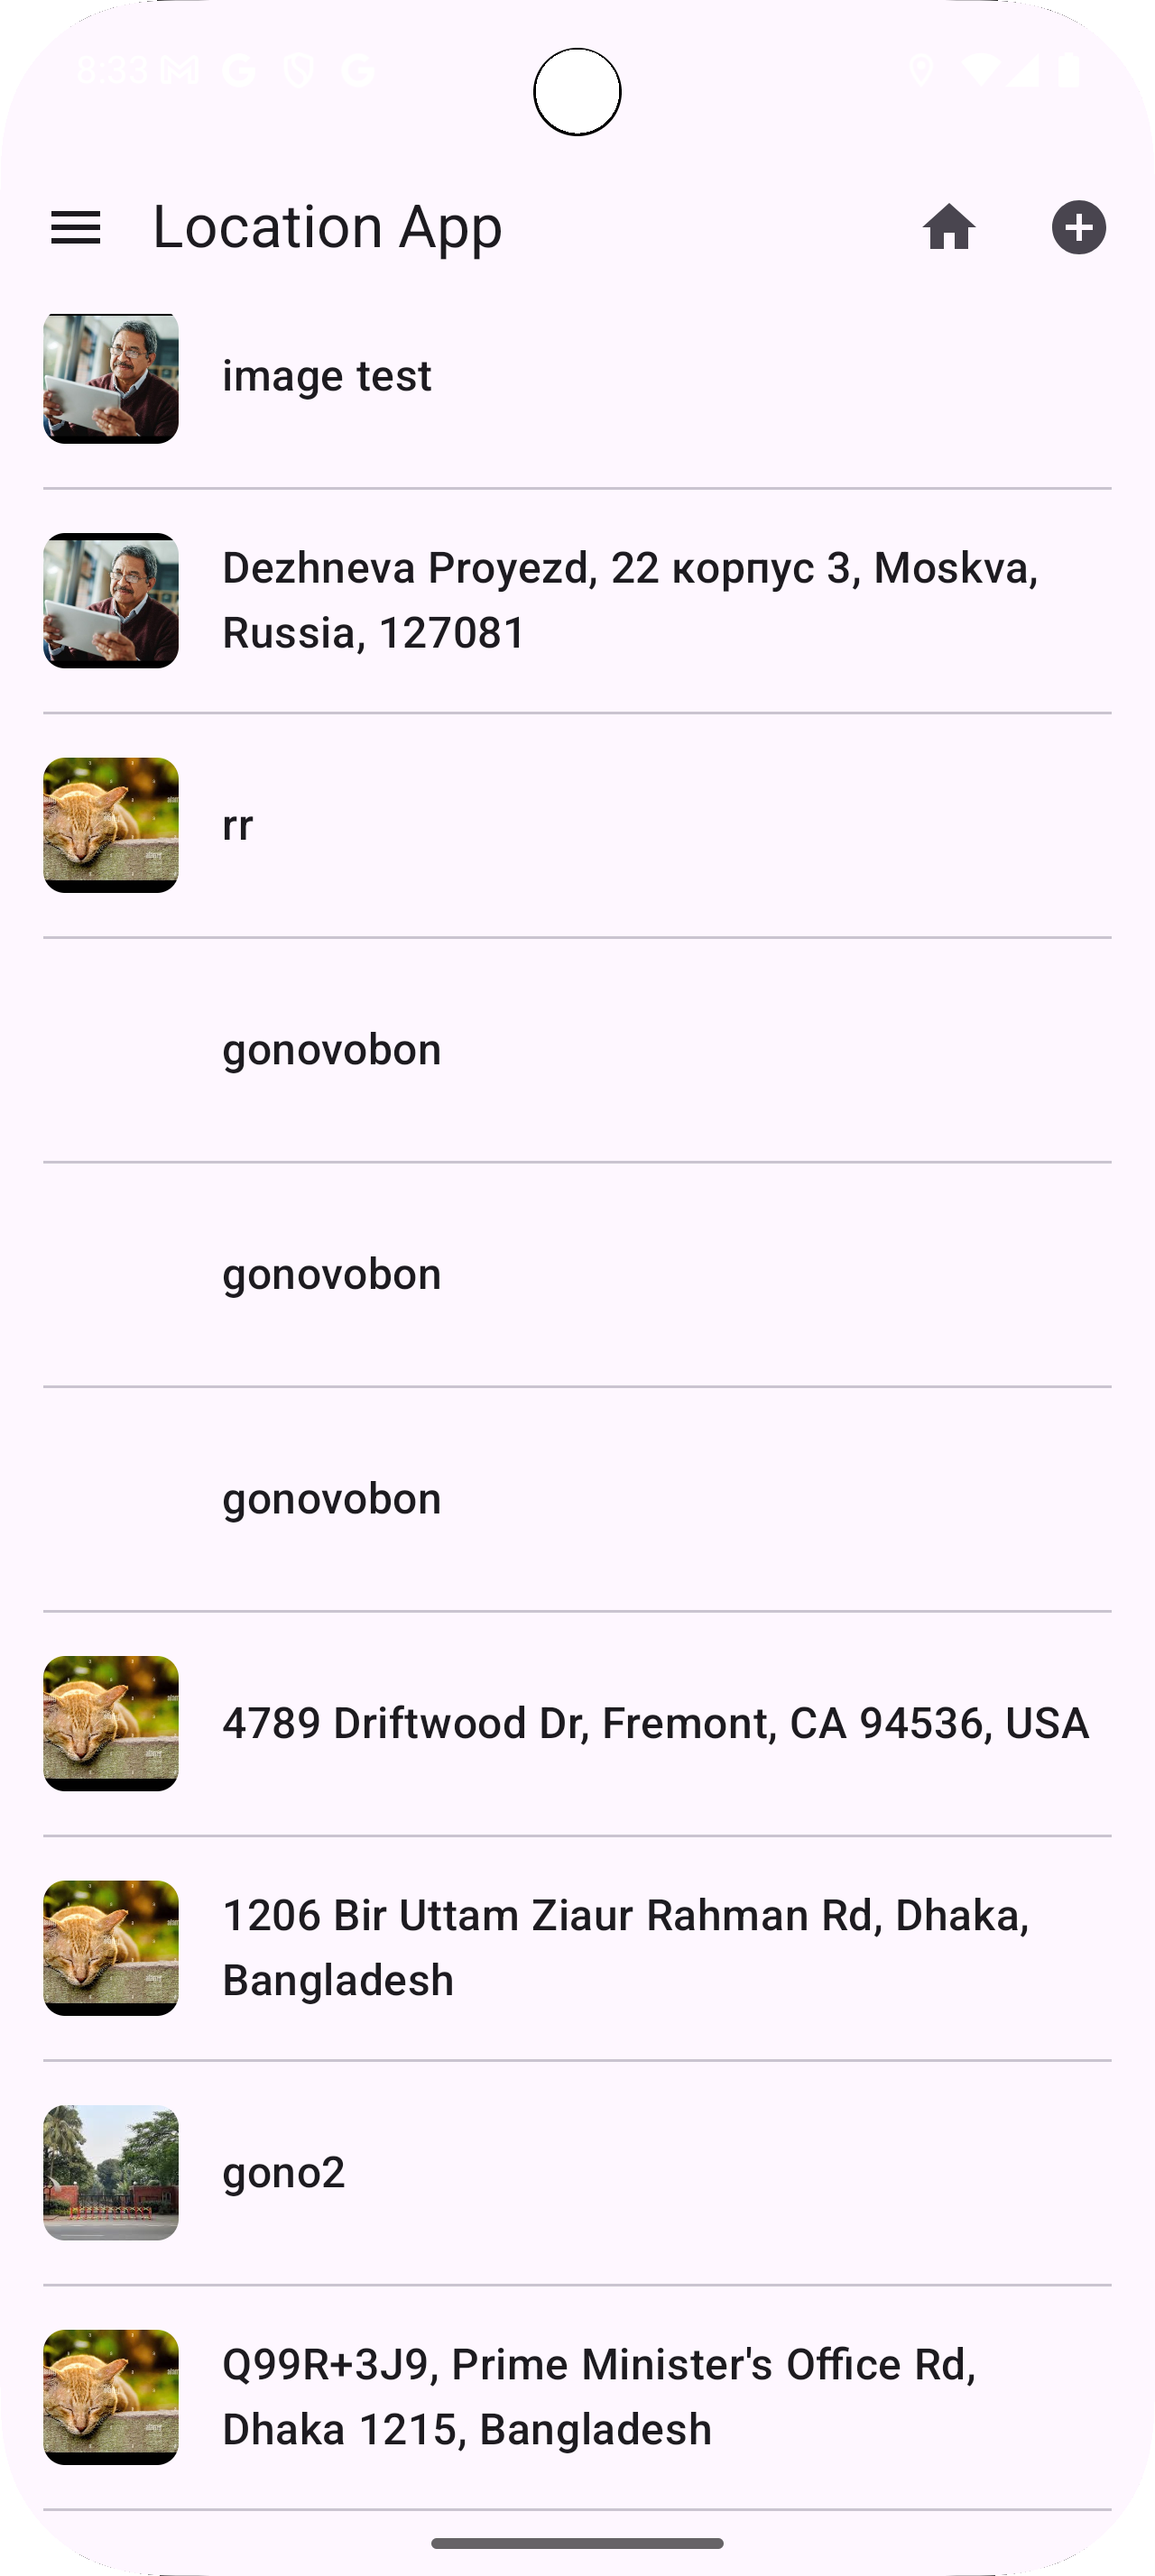 8:33
Location App
image test
Dezhneva Proyezd, 22 корпус 3, Moskva,
Russia, 127081
rr
gonovobon
gonovobon
gonovobon
4789 Driftwood Dr, Fremont, CA 94536, USA
1206 Bir Uttam Ziaur Rahman Rd, Dhaka,
Bangladesh
gono2
Q99R+3J9, Prime Minister's Office Rd,
Dhaka 1215, Bangladesh